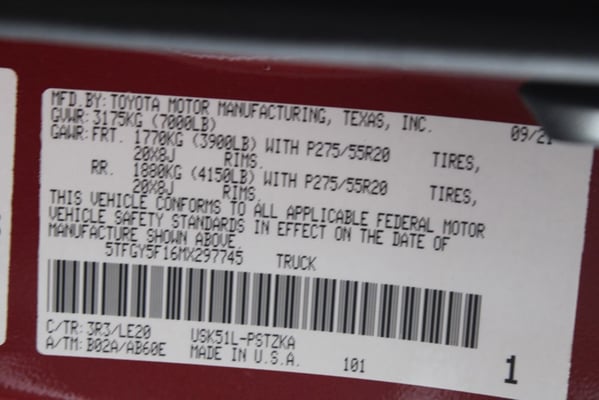 MFD.BY: TOYOTA MOTOR MANUFACTURING, TEXAS, INC. 09/21
GVWR: 3175KG (7000LB)
GAWR: FRT. 1770KG (3900LB) WITH P275/55R20 TIRES,
20X8J RIMS.
RR. 1880KG (4150LB) WITH P275/55R20 TIRES,
20X8J RIMS.
THIS VEHICLE CONFORMS TO ALL APPLICABLE FEDERAL MOTOR
VEHICLE SAFETY STANDARDS IN EFFECT ON THE DATE OF
MANUFACTURE SHOWN ABOVE.
5TFGY5F16MX297745 TRUCK
C/TR: 3R3/LE20 USK51L-PSTZKA
A/TM: B02A/AB60E MADE IN U.S.A. 101 1